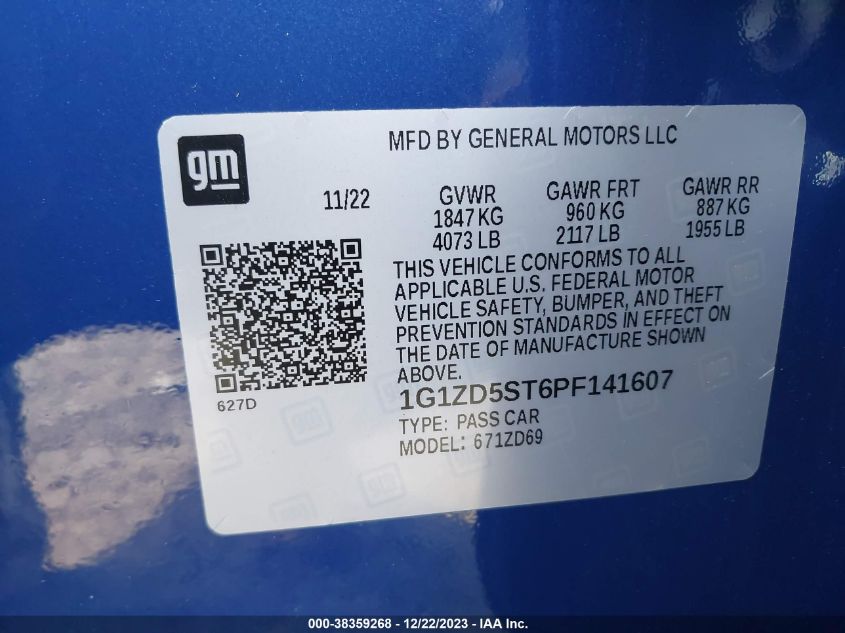 gm
MFD BY GENERAL MOTORS LLC
11/22
GVWR GAWR FRT GAWR RR
1847 KG 960 KG 887 KG
4073 LB 2117 LB 1955 LB
THIS VEHICLE CONFORMS TO ALL
APPLICABLE U.S. FEDERAL MOTOR
VEHICLE SAFETY, BUMPER, AND THEFT
PREVENTION STANDARDS IN EFFECT ON
THE DATE OF MANUFACTURE SHOWN
ABOVE.
627D
1G1ZD5ST6PF141607
TYPE: PASS CAR
MODEL: 671ZD69
000-38359268 - 12/22/2023 - IAA Inc.